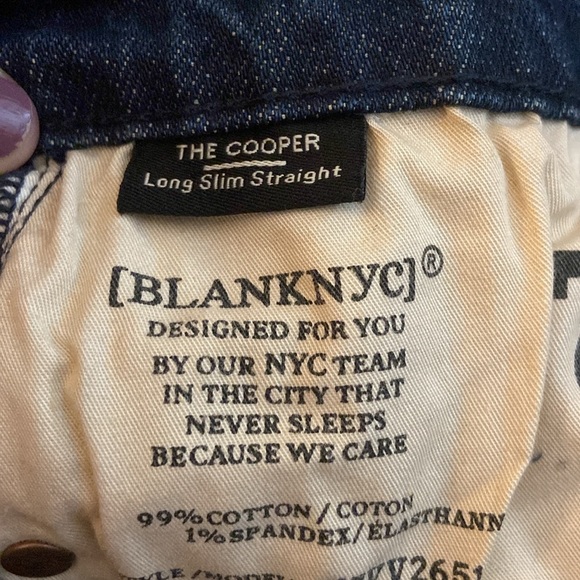 THE COOPER
Long Slim Straight
[BLANKNYC]®
DESIGNED FOR YOU
BY OUR NYC TEAM
IN THE CITY THAT
NEVER SLEEPS
BECAUSE WE CARE
99% COTTON / COTON
1% SPANDEX/ÉLASTHANN